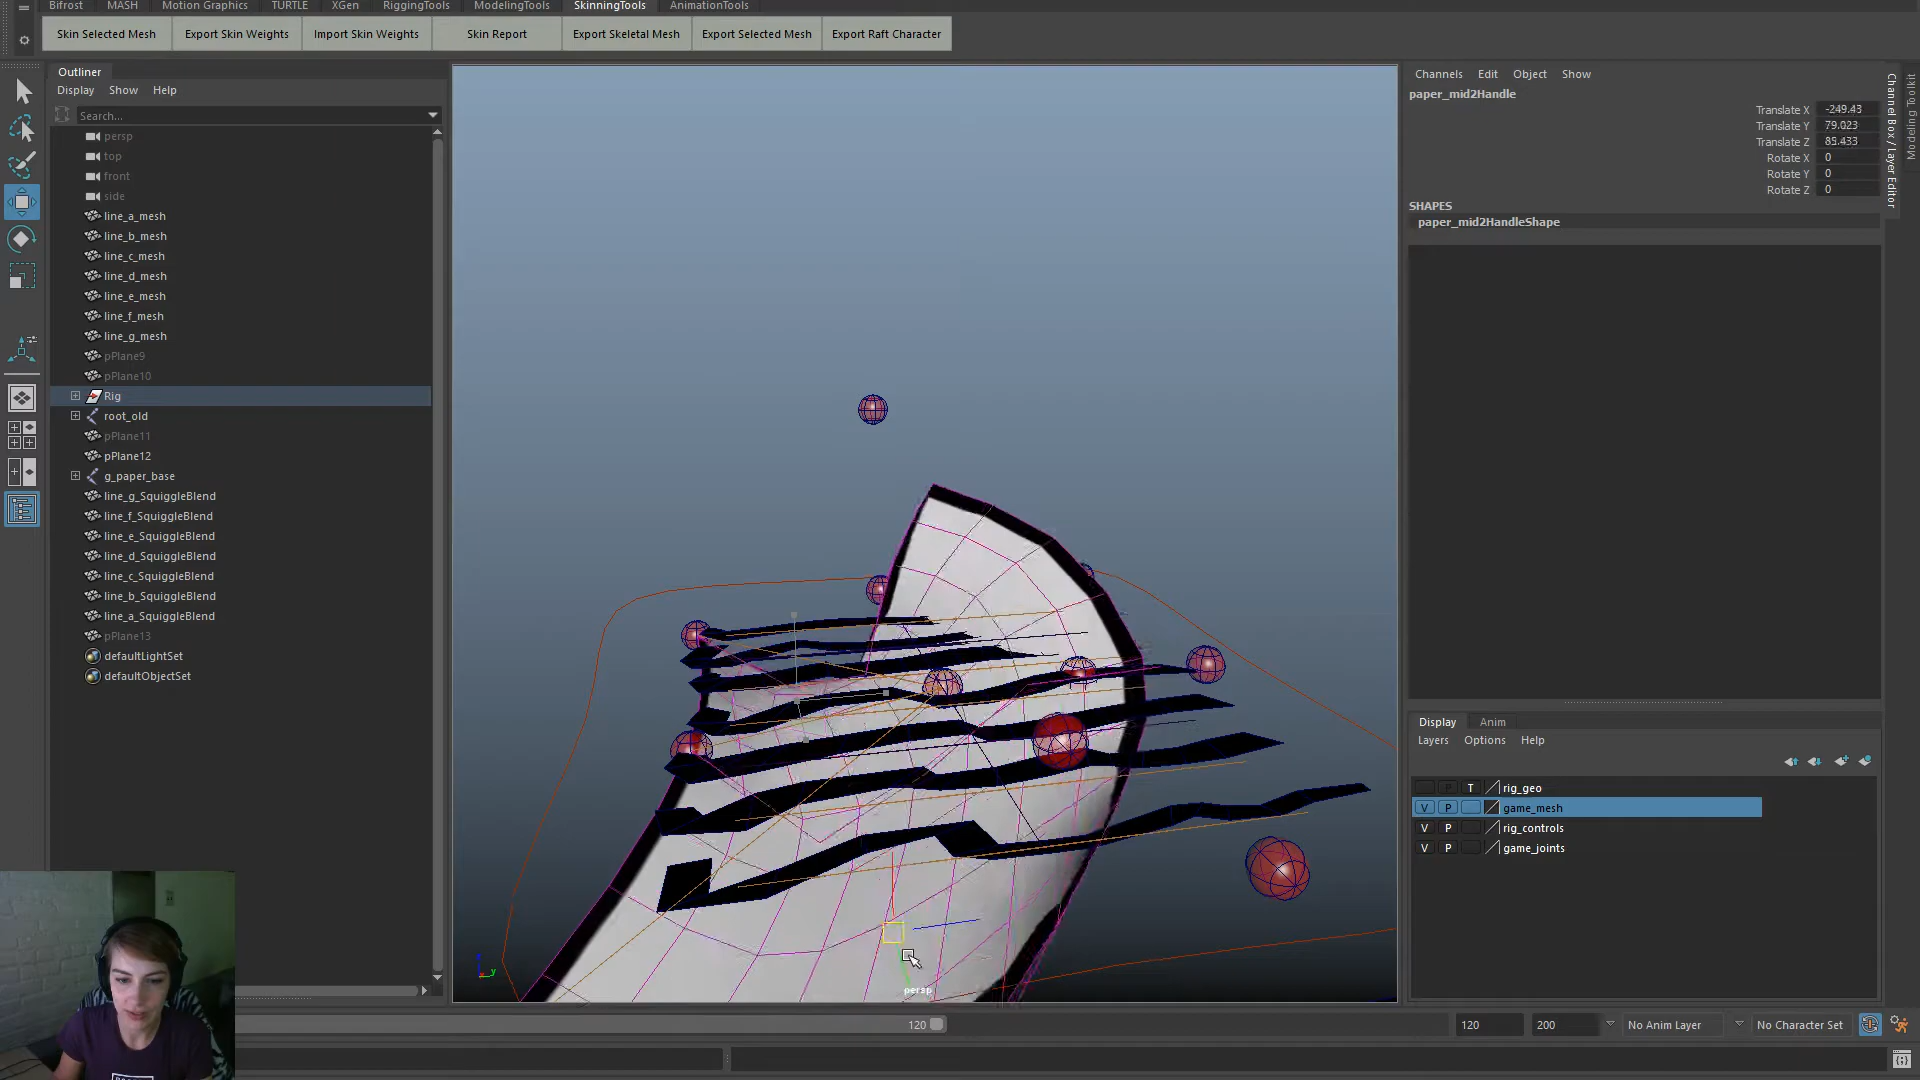 Bifrost MASH Motion Graphics TURTLE XGen RiggingTools ModelingTools SkinningTools AnimationTools
Skin Selected Mesh Export Skin Weights Import Skin Weights Skin Report Export Skeletal Mesh Export Selected Mesh Export Raft Character
Outliner
Display Show Help
Search...
persp
top
front
side
line_a_mesh
line_b_mesh
line_c_mesh
line_d_mesh
line_e_mesh
line_f_mesh
line_g_mesh
pPlane9
pPlane10
Rig
root_old
pPlane11
pPlane12
g_paper_base
line_g_SquiggleBlend
line_f_SquiggleBlend
line_e_SquiggleBlend
line_d_SquiggleBlend
line_c_SquiggleBlend
line_b_SquiggleBlend
line_a_SquiggleBlend
pPlane13
defaultLightSet
defaultObjectSet
y
persp
Channels Edit Object Show
paper_mid2Handle
Translate X -249.43
Translate Y 79.023
Translate Z 85.433
Rotate X 0
Rotate Y 0
Rotate Z 0
SHAPES
paper_mid2HandleShape
Channel Box / Layer Editor
Modeling Toolkit
Display Anim
Layers Options Help
P T rig_geo
V P game_mesh
V P rig_controls
V P game_joints
120
120 200 No Anim Layer No Character Set